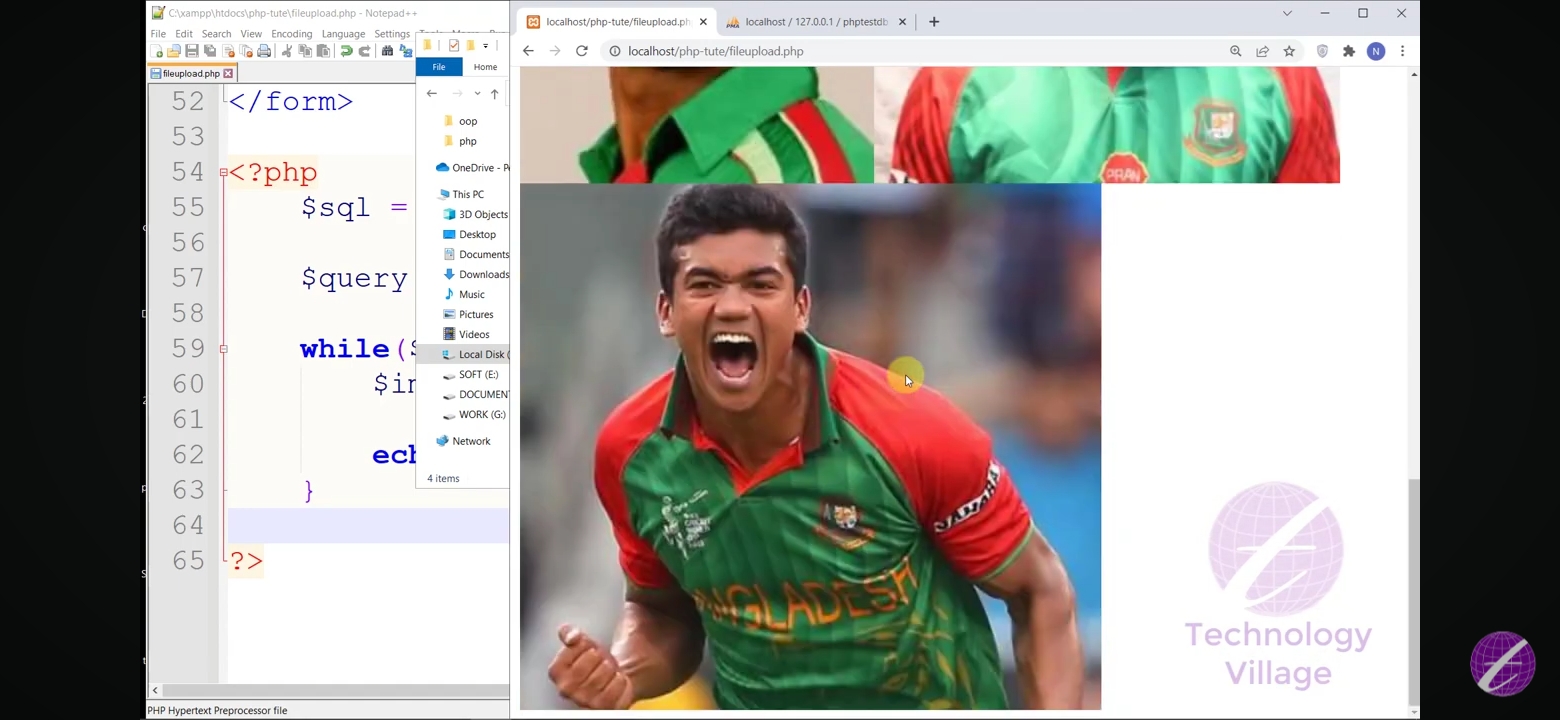 C:\xampp\htdocs\php-tute\fileupload.php - Notepad++
File Edit Search View Encoding Language Settings
fileupload.php
52 </form>
53
54 <?php
55 $sql =
56
57 $query
58
59 while(
60
61
62
63 }
64
65 ?>
PHP Hypertext Preprocessor file
File Home
oop
php
OneDrive -
This PC
3D Objects
Desktop
Documents
Downloads
Music
Pictures
Videos
Local Disk (
SOFT (E:)
DOCUMEN
WORK (G:)
Network
4 items
localhost/php-tute/fileupload.ph
localhost / 127.0.0.1 / phptestdb
localhost/php-tute/fileupload.php
N
PRAN
SAHARA
NGLADESH
Technology
Village